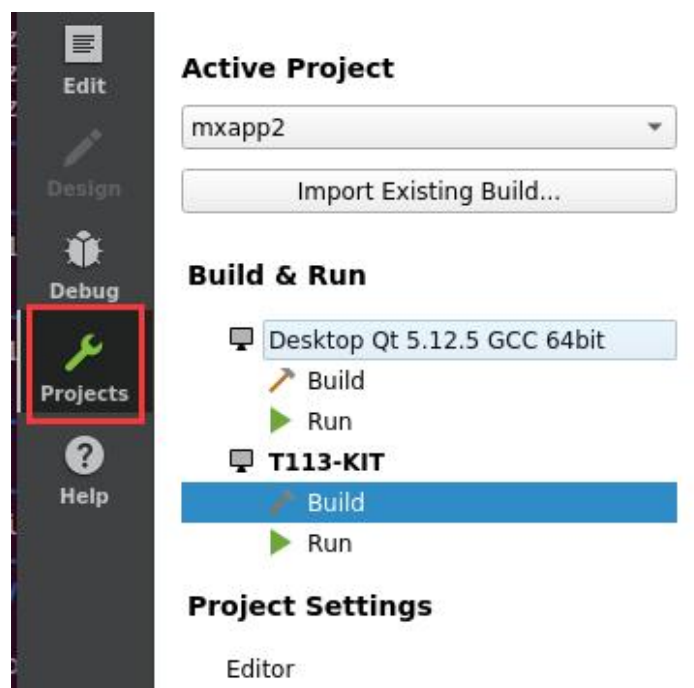 Edit
Design
Debug
Projects
Help
Active Project
mxapp2
Import Existing Build...
Build & Run
Desktop Qt 5.12.5 GCC 64bit
Build
Run
T113-KIT
Build
Run
Project Settings
Editor